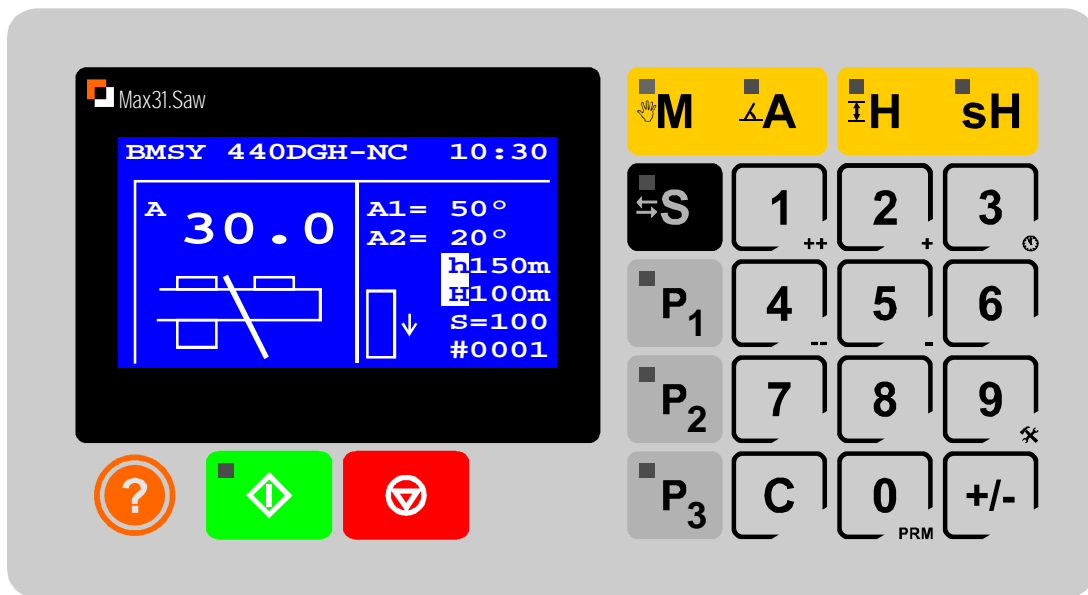 Max31.Saw
BMSY 440DGH-NC 10:30
A 30.0
A1= 50°
A2= 20°
h150m
H100m
S=100
#0001
M A H sH
S 1 ++ 2 + 3
P1 4 -- 5 - 6
P2 7 8 9
P3 C 0 PRM +/-
?